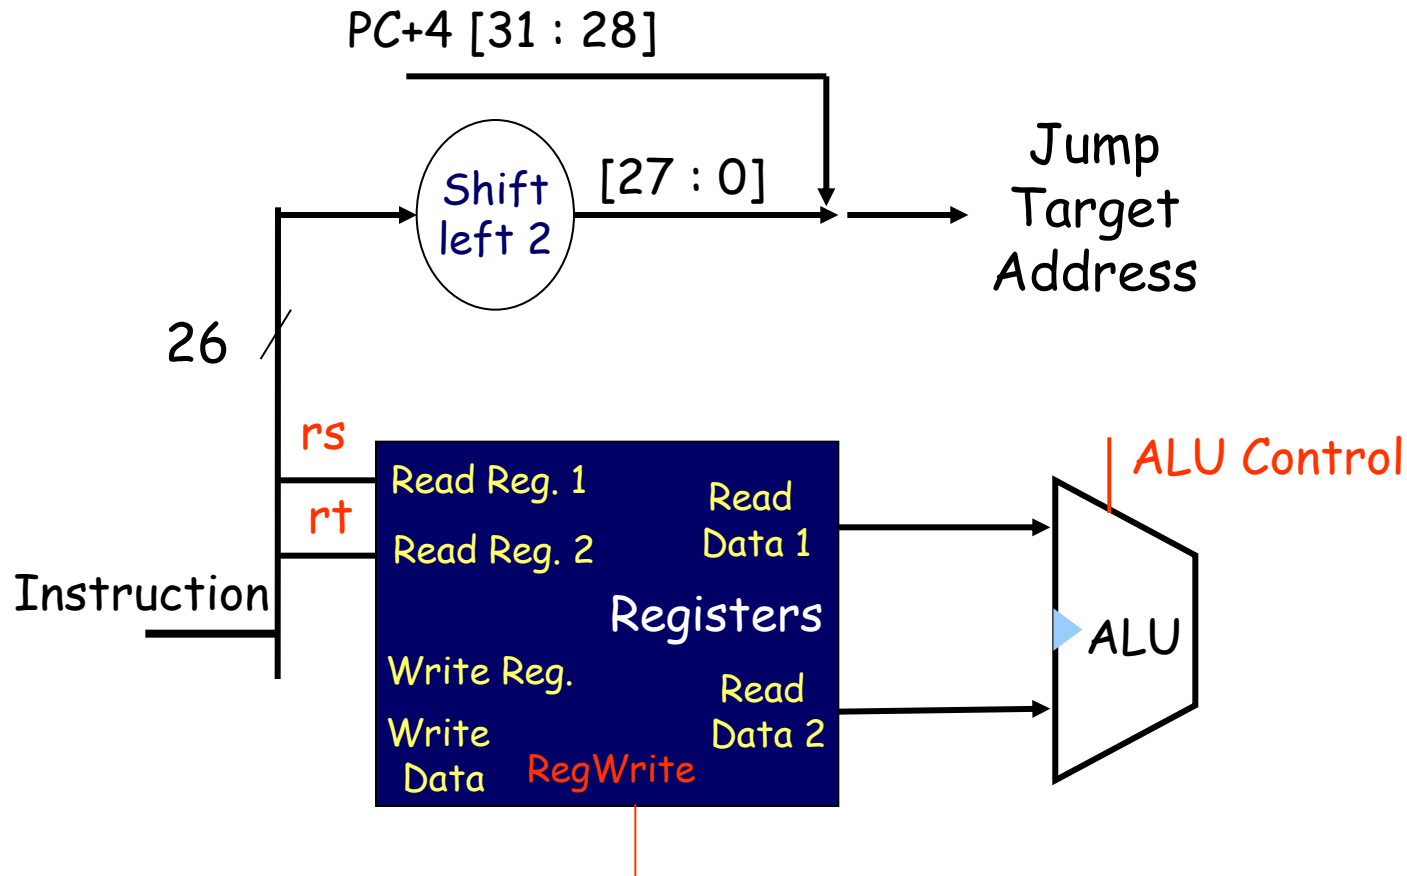 PC+4 [31 : 28]
Shift
left 2
[27 : 0]
Jump
Target
Address
26
rs
rt
Instruction
Read Reg. 1
Read Reg. 2
Write Reg.
Write
Data
Read
Data 1
Registers
Read
Data 2
RegWrite
ALU Control
ALU